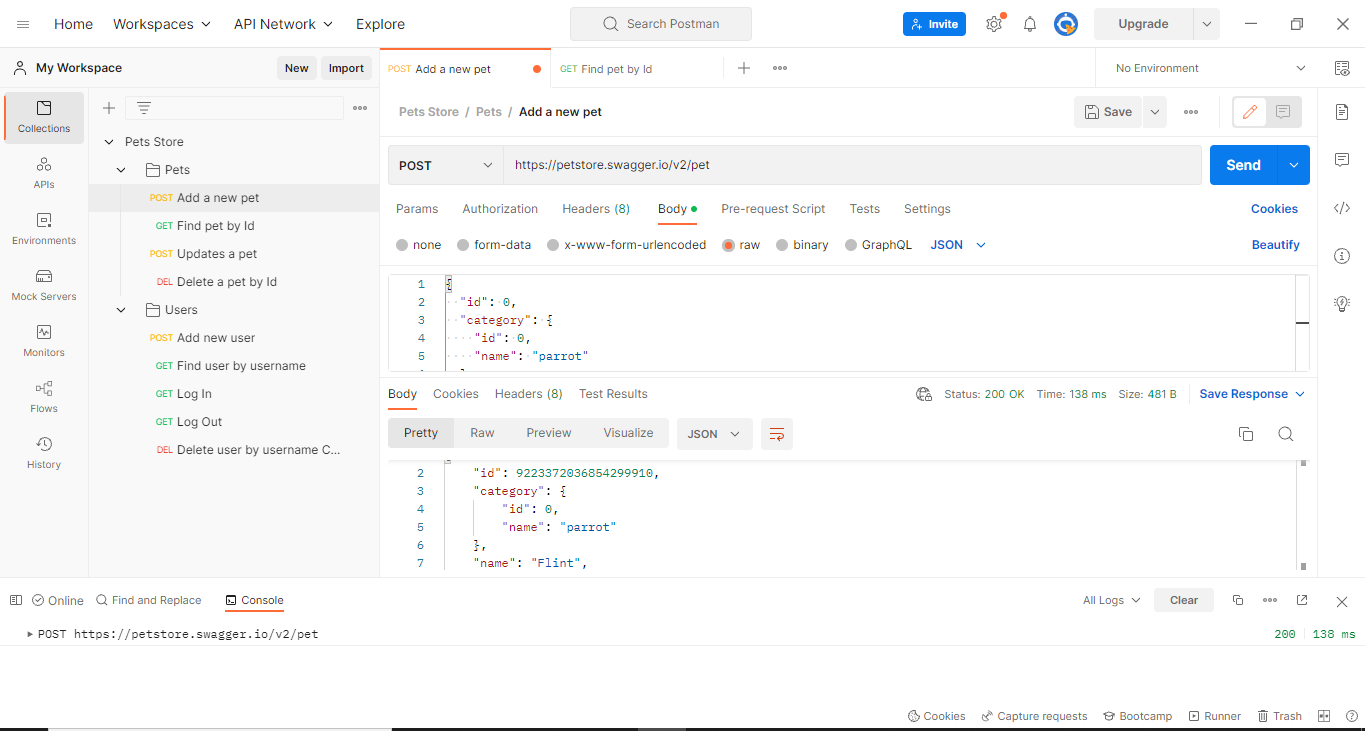 Home Workspaces API Network Explore Search Postman Invite Upgrade
My Workspace New Import POST Add a new pet GET Find pet by Id No Environment
Collections
APIs
Environments
Mock Servers
Monitors
Flows
History
Pets Store
Pets
POST Add a new pet
GET Find pet by Id
POST Updates a pet
DEL Delete a pet by Id
Users
POST Add new user
GET Find user by username
GET Log In
GET Log Out
DEL Delete user by username C...
Pets Store / Pets / Add a new pet Save
POST https://petstore.swagger.io/v2/pet Send
Params Authorization Headers (8) Body Pre-request Script Tests Settings Cookies
none form-data x-www-form-urlencoded raw binary GraphQL JSON Beautify
1 {
2 "id": 0,
3 "category": {
4 "id": 0,
5 "name": "parrot"
Body Cookies Headers (8) Test Results Status: 200 OK Time: 138 ms Size: 481 B Save Response
Pretty Raw Preview Visualize JSON
2 "id": 9223372036854299910,
3 "category": {
4 "id": 0,
5 "name": "parrot"
6 },
7 "name": "Flint",
Online Find and Replace Console All Logs Clear
POST https://petstore.swagger.io/v2/pet 200 138 ms
Cookies Capture requests Bootcamp Runner Trash